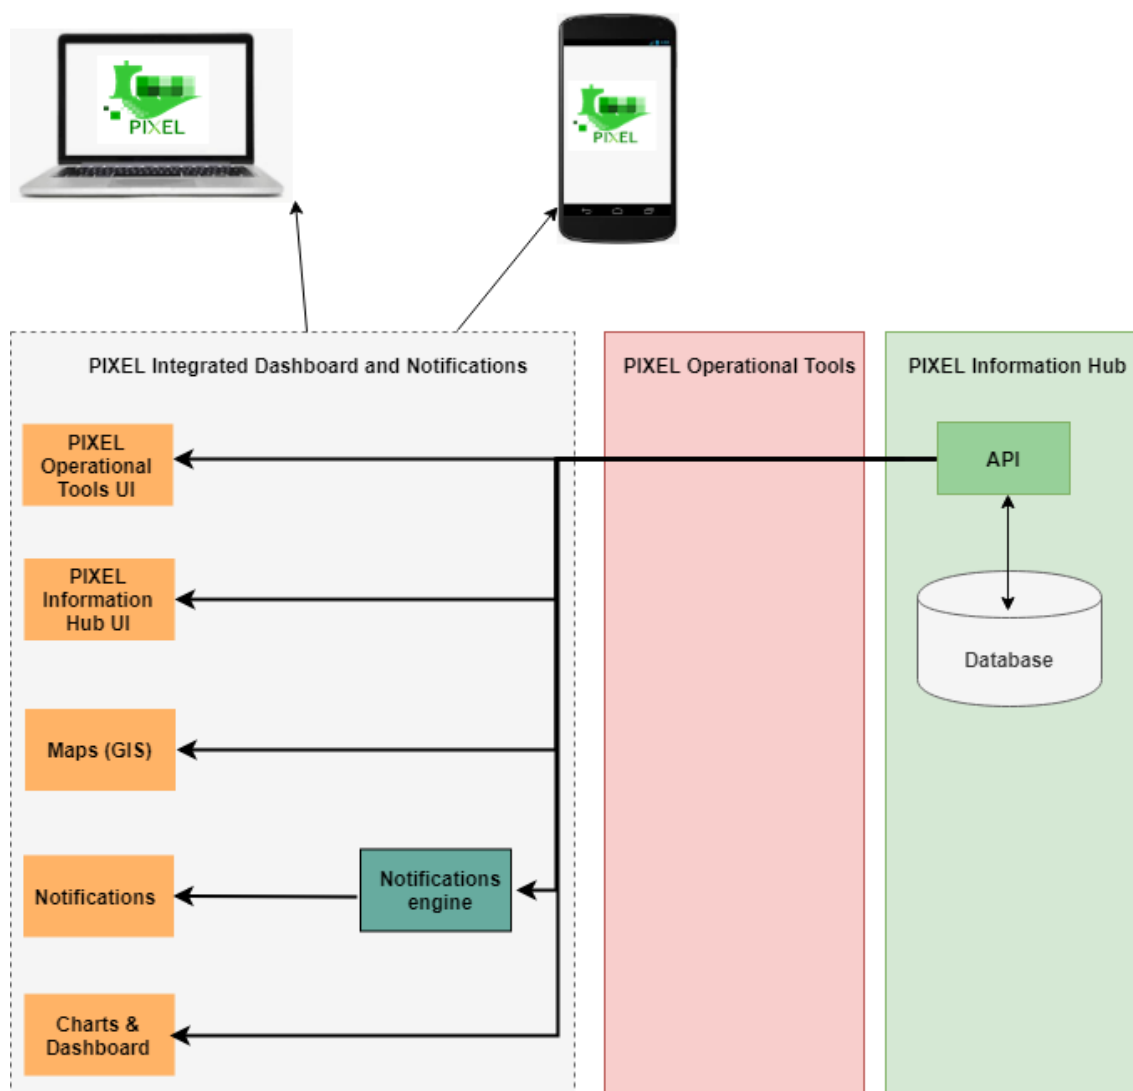 PIXEL
PIXEL
PIXEL Integrated Dashboard and Notifications
PIXEL Operational Tools
PIXEL Information Hub
PIXEL
Operational
Tools UI
API
PIXEL
Information
Hub UI
Database
Maps (GIS)
Notifications
Notifications
engine
Charts &
Dashboard